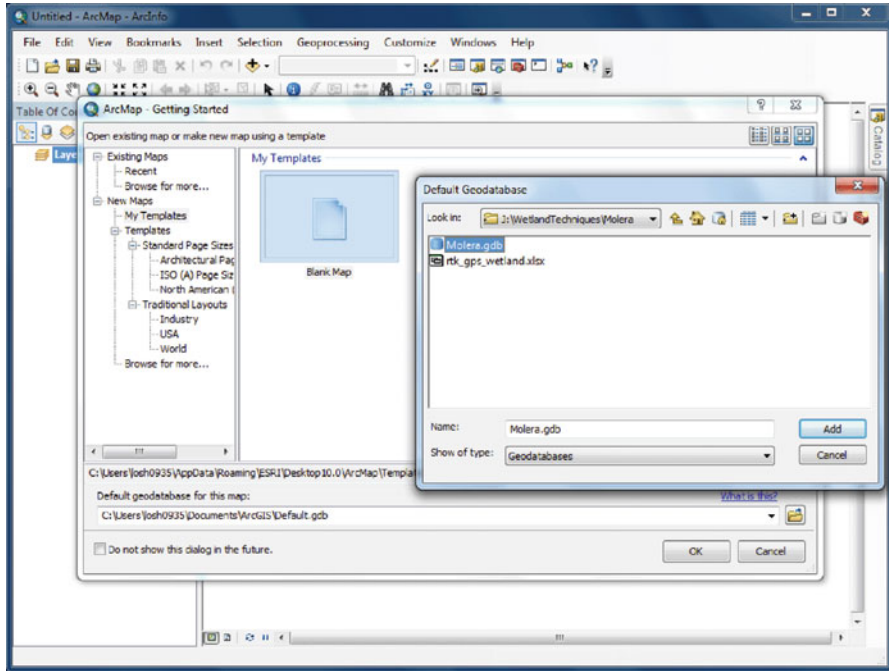 Untitled - ArcMap - ArcInfo
File Edit View Bookmarks Insert Selection Geoprocessing Customize Windows Help
Table Of Co
Laye
Catalog
ArcMap - Getting Started
Open existing map or make new map using a template
Existing Maps
Recent
Browse for more...
New Maps
My Templates
Templates
Standard Page Sizes
Architectural Pag
ISO (A) Page Siz
North American (
Traditional Layouts
Industry
USA
World
Browse for more...
My Templates
Blank Map
C:\Users\josh0935\AppData\Roaming\ESRI\Desktop10.0\ArcMap\Templat
Default geodatabase for this map:
What is this?
C:\Users\josh0935\Documents\ArcGIS\Default.gdb
Do not show this dialog in the future.
OK
Cancel
Default Geodatabase
Look in: J:\WetlandTechniques\Molera
Molera.gdb
rtk_gps_wetland.xlsx
Name: Molera.gdb
Add
Show of type: Geodatabases
Cancel